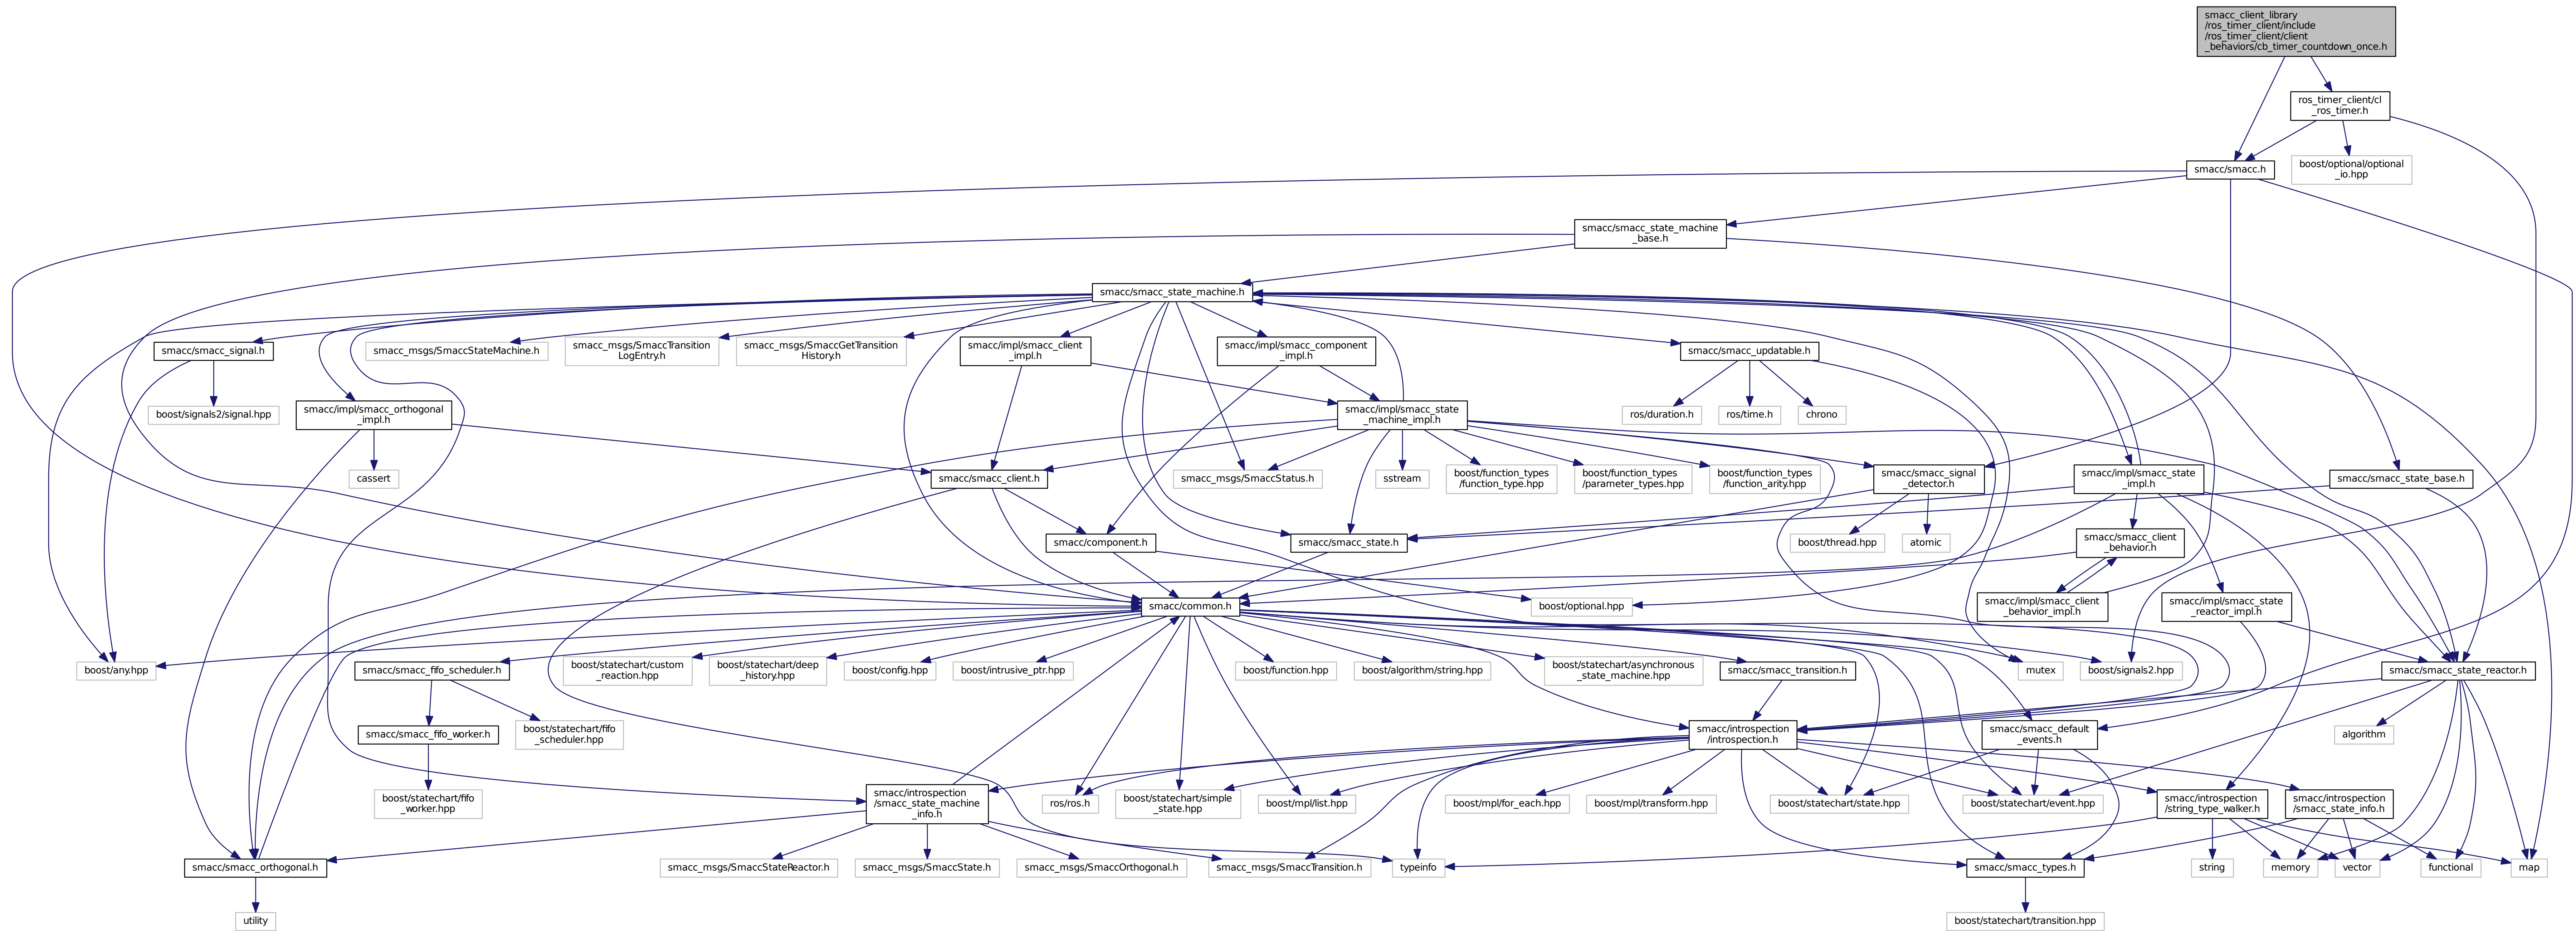 smacc_client_library
/ros_timer_client/include
/ros_timer_client/client
_behaviors/cb_timer_countdown_once.h
ros_timer_client/cl
_ros_timer.h
smacc/smacc.h
boost/optional/optional
_io.hpp
smacc/smacc_state_machine
_base.h
smacc/smacc_state_machine.h
smacc/smacc_signal.h
smacc_msgs/SmaccStateMachine.h
smacc_msgs/SmaccTransition
LogEntry.h
smacc_msgs/SmaccGetTransition
History.h
smacc/impl/smacc_client
_impl.h
smacc/impl/smacc_component
_impl.h
smacc/smacc_updatable.h
boost/signals2/signal.hpp
smacc/impl/smacc_orthogonal
_impl.h
smacc/impl/smacc_state
_machine_impl.h
ros/duration.h
ros/time.h
chrono
cassert
smacc/smacc_client.h
smacc_msgs/SmaccStatus.h
sstream
boost/function_types
/function_type.hpp
boost/function_types
/parameter_types.hpp
boost/function_types
/function_arity.hpp
smacc/smacc_signal
_detector.h
smacc/impl/smacc_state
_impl.h
smacc/smacc_state_base.h
smacc/component.h
smacc/smacc_state.h
boost/thread.hpp
atomic
smacc/smacc_client
_behavior.h
smacc/common.h
boost/optional.hpp
smacc/impl/smacc_client
_behavior_impl.h
smacc/impl/smacc_state
_reactor_impl.h
boost/any.hpp
smacc/smacc_fifo_scheduler.h
boost/statechart/custom
_reaction.hpp
boost/statechart/deep
_history.hpp
boost/config.hpp
boost/intrusive_ptr.hpp
boost/function.hpp
boost/algorithm/string.hpp
boost/statechart/asynchronous
_state_machine.hpp
smacc/smacc_transition.h
mutex
boost/signals2.hpp
smacc/smacc_state_reactor.h
smacc/smacc_fifo_worker.h
boost/statechart/fifo
_scheduler.hpp
smacc/introspection
/introspection.h
smacc/smacc_default
_events.h
algorithm
boost/statechart/fifo
_worker.hpp
smacc/introspection
/smacc_state_machine
_info.h
ros/ros.h
boost/statechart/simple
_state.hpp
boost/mpl/list.hpp
boost/mpl/for_each.hpp
boost/mpl/transform.hpp
boost/statechart/state.hpp
boost/statechart/event.hpp
smacc/introspection
/string_type_walker.h
smacc/introspection
/smacc_state_info.h
smacc/smacc_orthogonal.h
smacc_msgs/SmaccStateReactor.h
smacc_msgs/SmaccState.h
smacc_msgs/SmaccOrthogonal.h
smacc_msgs/SmaccTransition.h
typeinfo
smacc/smacc_types.h
string
memory
vector
functional
map
utility
boost/statechart/transition.hpp